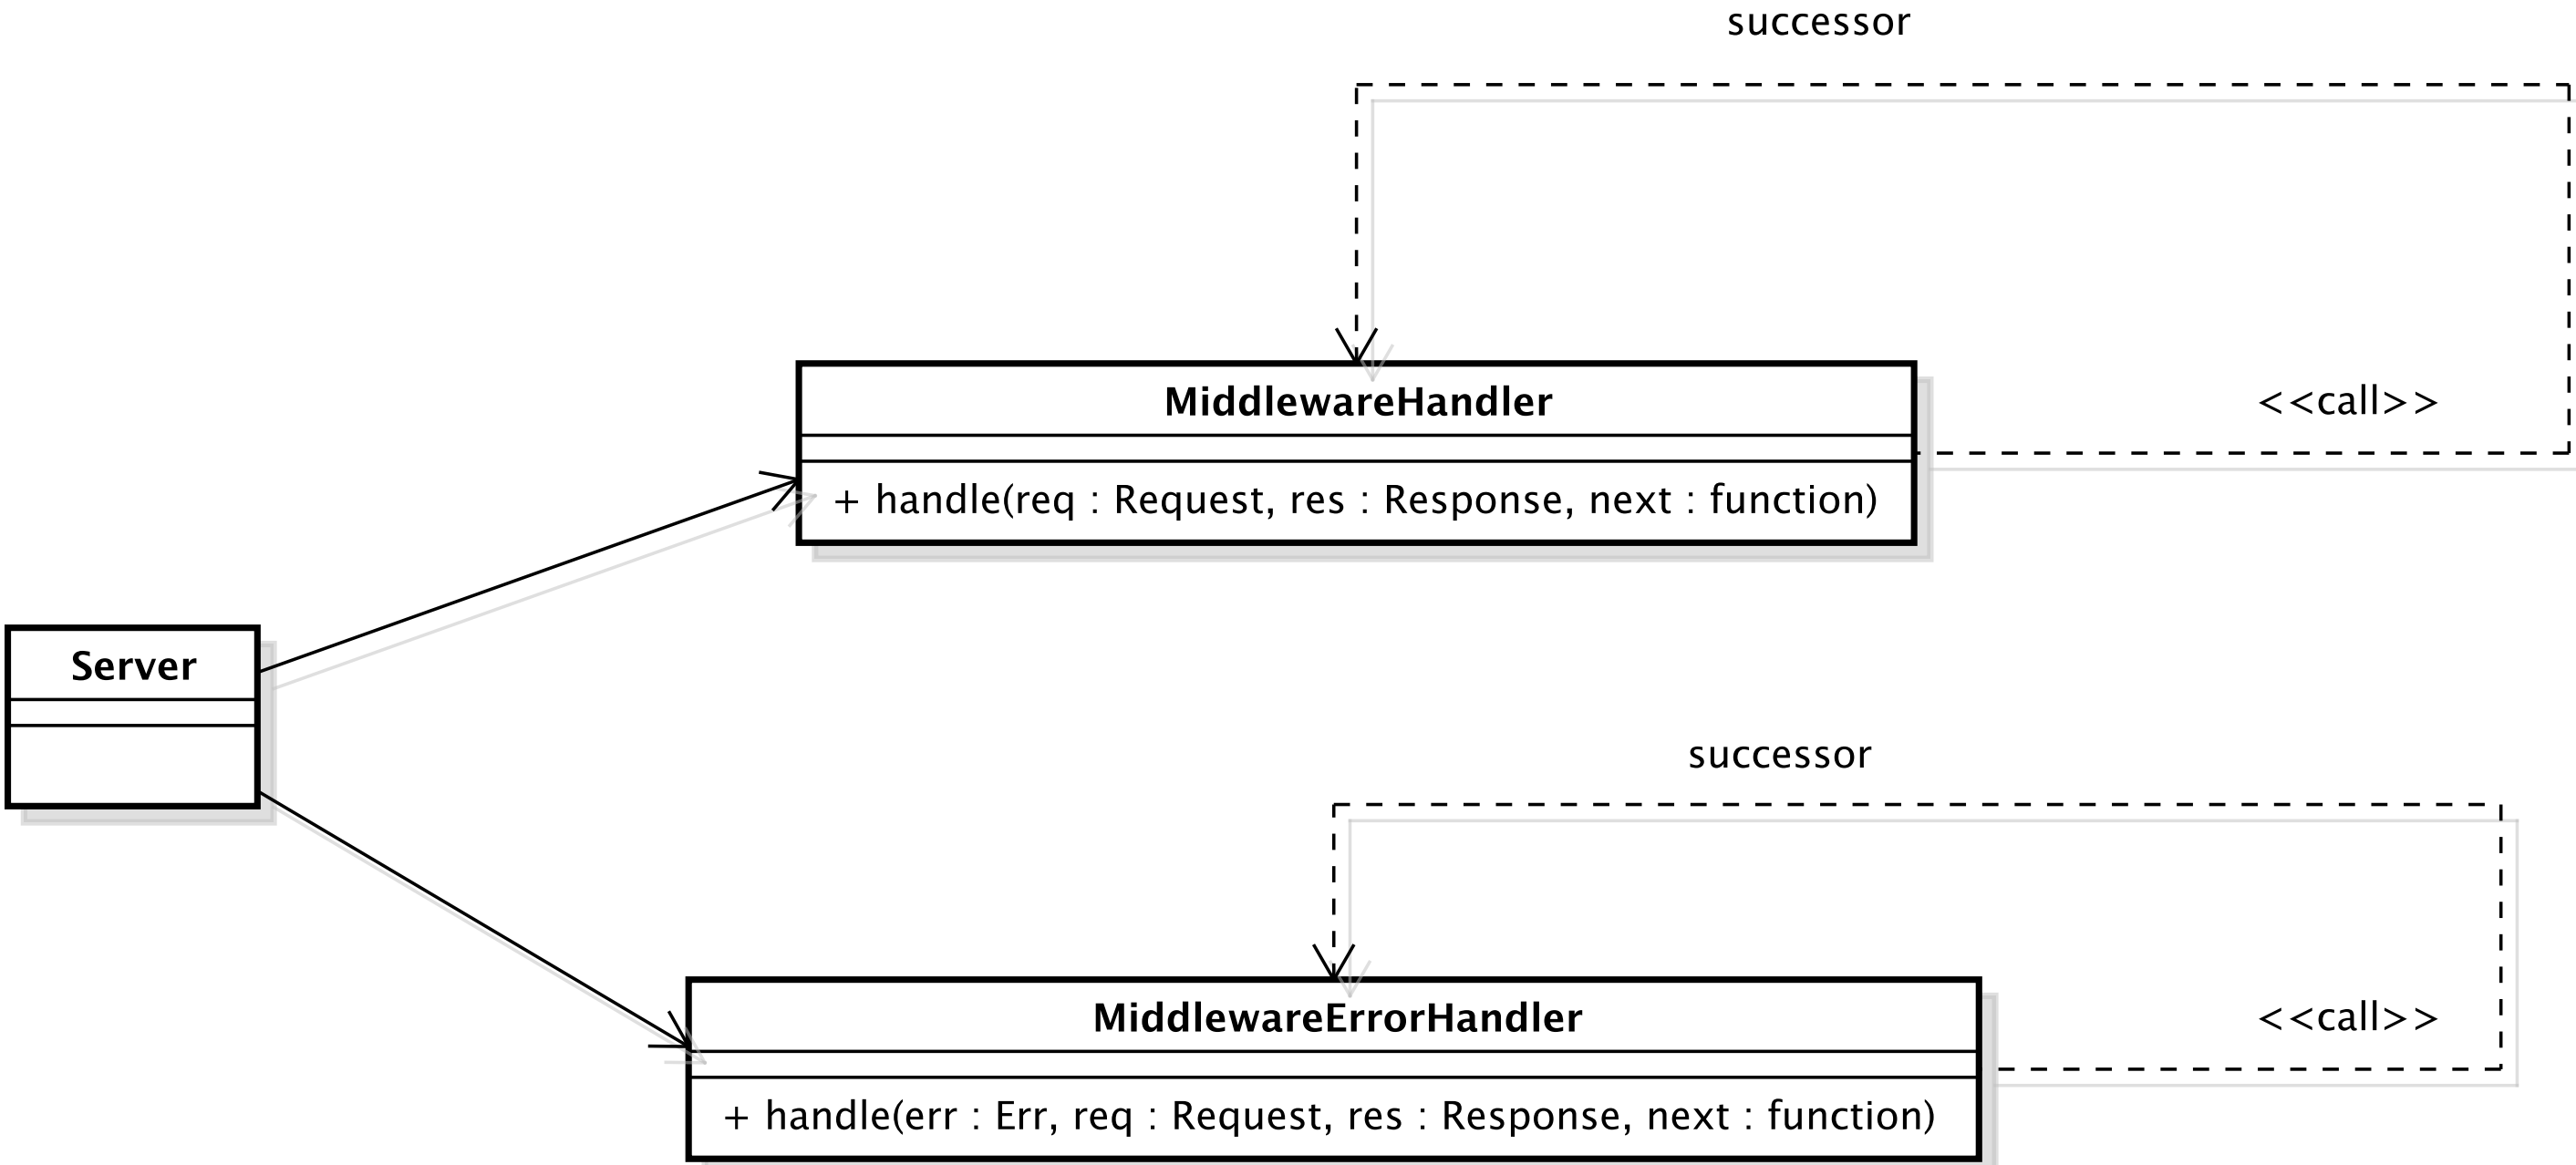 successor
MiddlewareHandler
<<call>>
+ handle(req : Request, res : Response, next : function)
Server
successor
MiddlewareErrorHandler
<<call>>
+ handle(err : Err, req : Request, res : Response, next : function)